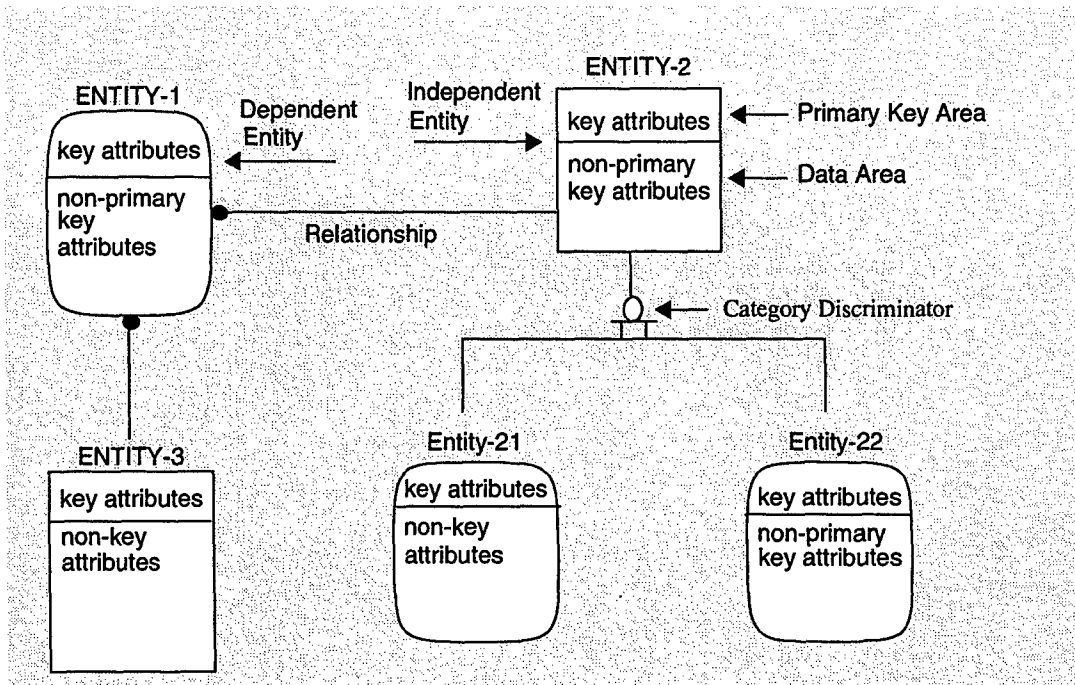 ENTITY-1
key attributes
non-primary
key
attributes
Dependent
Entity
Independent
Entity
ENTITY-2
key attributes
non-primary
key attributes
Primary Key Area
Data Area
Relationship
Category Discriminator
ENTITY-3
key attributes
non-key
attributes
Entity-21
key attributes
non-key
attributes
Entity-22
key attributes
non-primary
key attributes